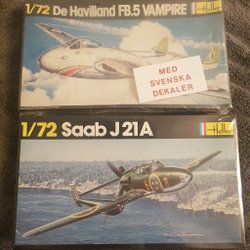 1/72 De Havilland FB.5 VAMPIRE
Heller
MED
SVENSKA
DEKALER
1/72 Saab J 21A
Heller